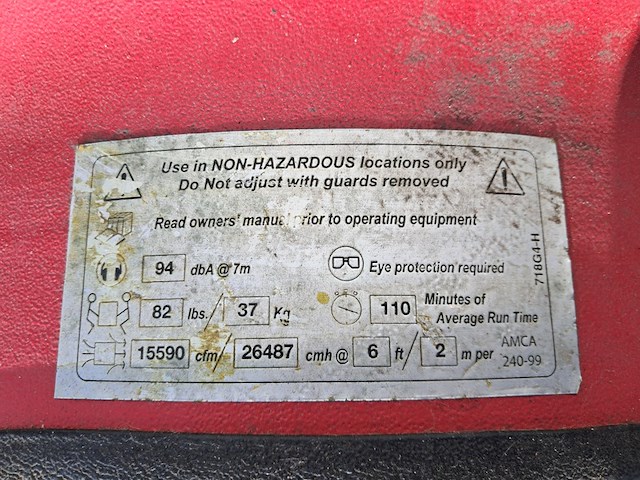 Use in NON-HAZARDOUS locations only
Do Not adjust with guards removed
Read owners' manual prior to operating equipment
94 dbA @ 7m
Eye protection required
82 lbs. / 37 Kg
110 Minutes of
Average Run Time
15590 cfm / 26487 cmh @ 6 ft / 2 m per AMCA
240-99
718G4-H